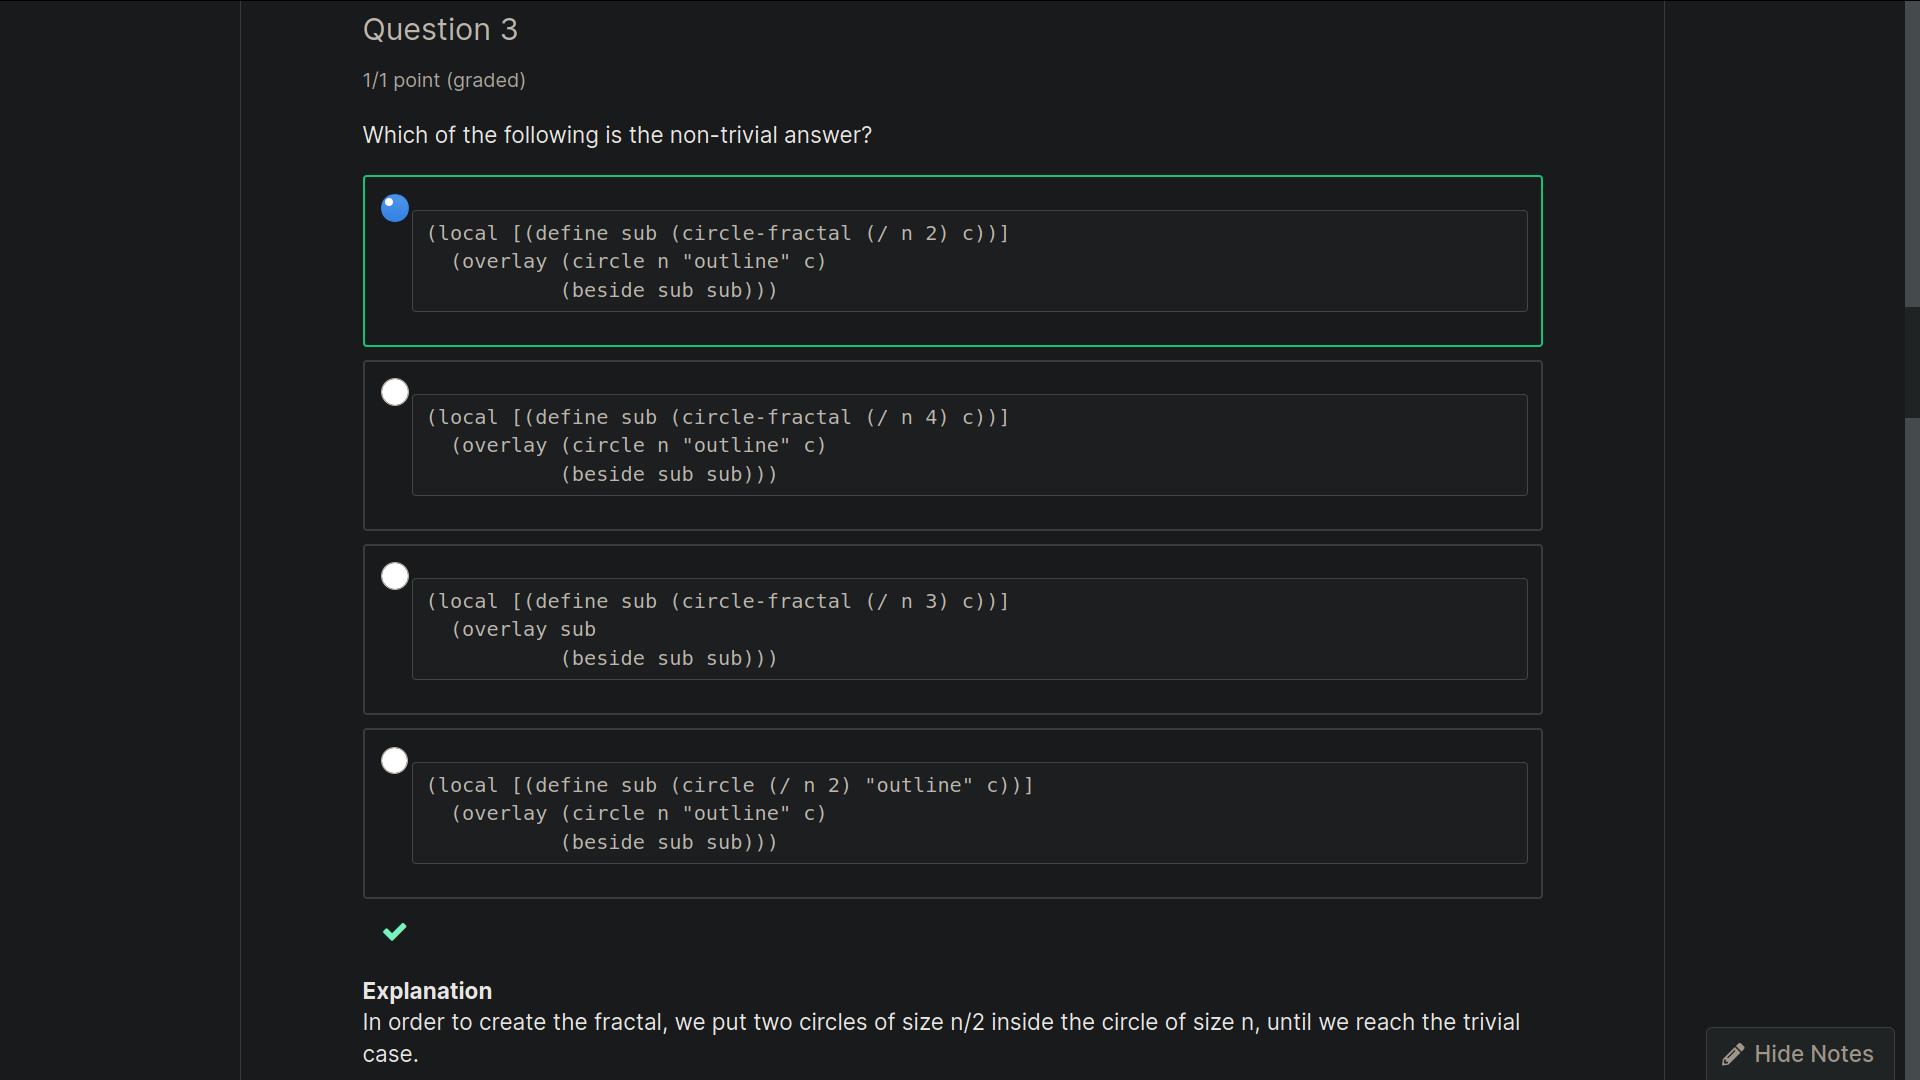 Question 3
1/1 point (graded)
Which of the following is the non-trivial answer?
(local [(define sub (circle-fractal (/ n 2) c))]
  (overlay (circle n "outline" c)
           (beside sub sub)))
(local [(define sub (circle-fractal (/ n 4) c))]
  (overlay (circle n "outline" c)
           (beside sub sub)))
(local [(define sub (circle-fractal (/ n 3) c))]
  (overlay sub
           (beside sub sub)))
(local [(define sub (circle (/ n 2) "outline" c))]
  (overlay (circle n "outline" c)
           (beside sub sub)))
Explanation
In order to create the fractal, we put two circles of size n/2 inside the circle of size n, until we reach the trivial
case.
Hide Notes